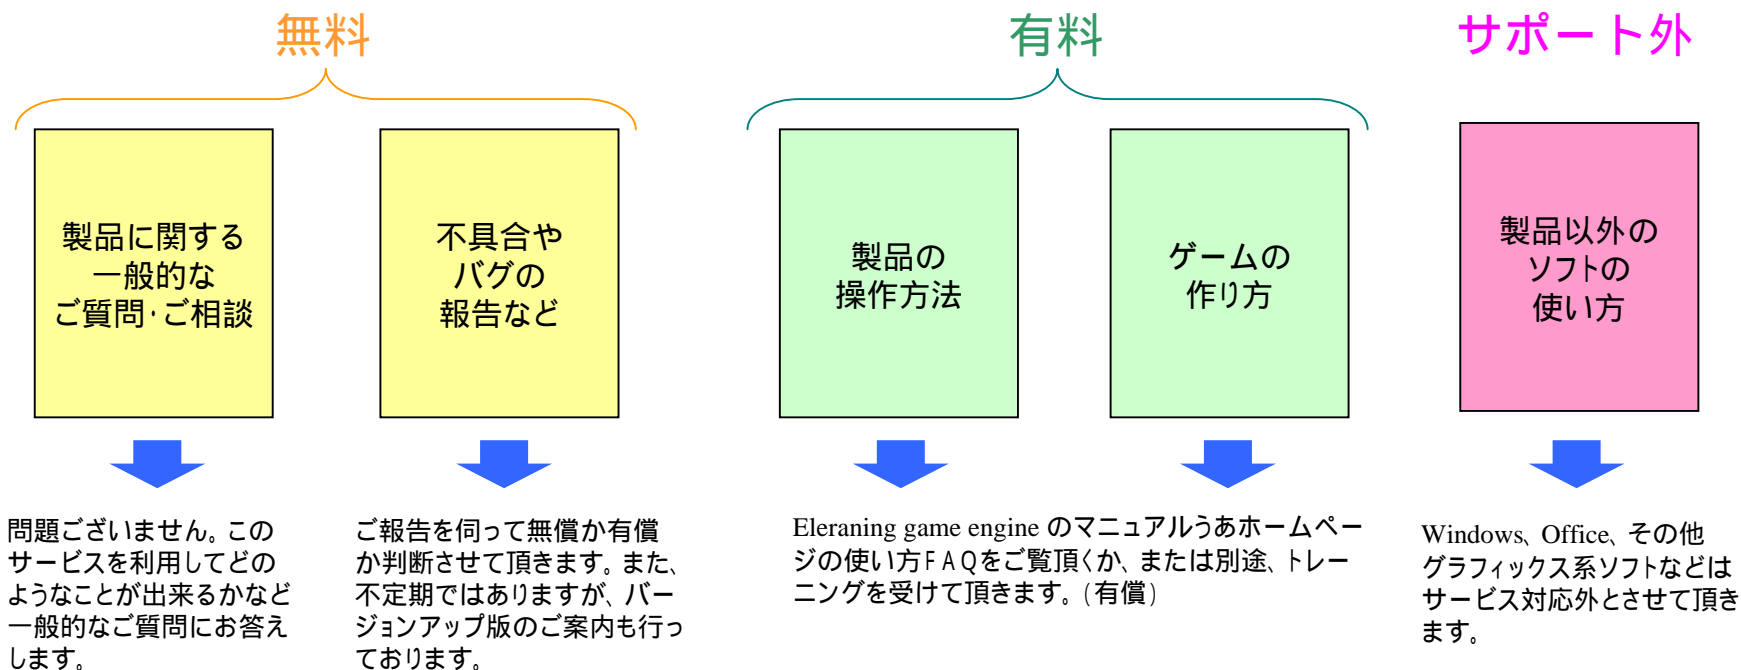 無料
有料
サポート外
製品に関する
一般的な
ご質問・ご相談
不具合や
バグの
報告など
製品の
操作方法
ゲームの
作り方
製品以外の
ソフトの
使い方
問題ございません。この
サービスを利用してどの
ようなことが出来るかなど
一般的なご質問にお答え
します。
ご報告を伺って無償か有償
か判断させて頂きます。また、
不定期ではありますが、バー
ジョンアップ版のご案内も行っ
ております。
Eleraning game engine のマニュアルうあホームペー
ジの使い方FAQをご覧頂くか、または別途、トレー
ニングを受けて頂きます。(有償)
Windows、Office、その他
グラフィックス系ソフトなどは
サービス対応外とさせて頂き
ます。